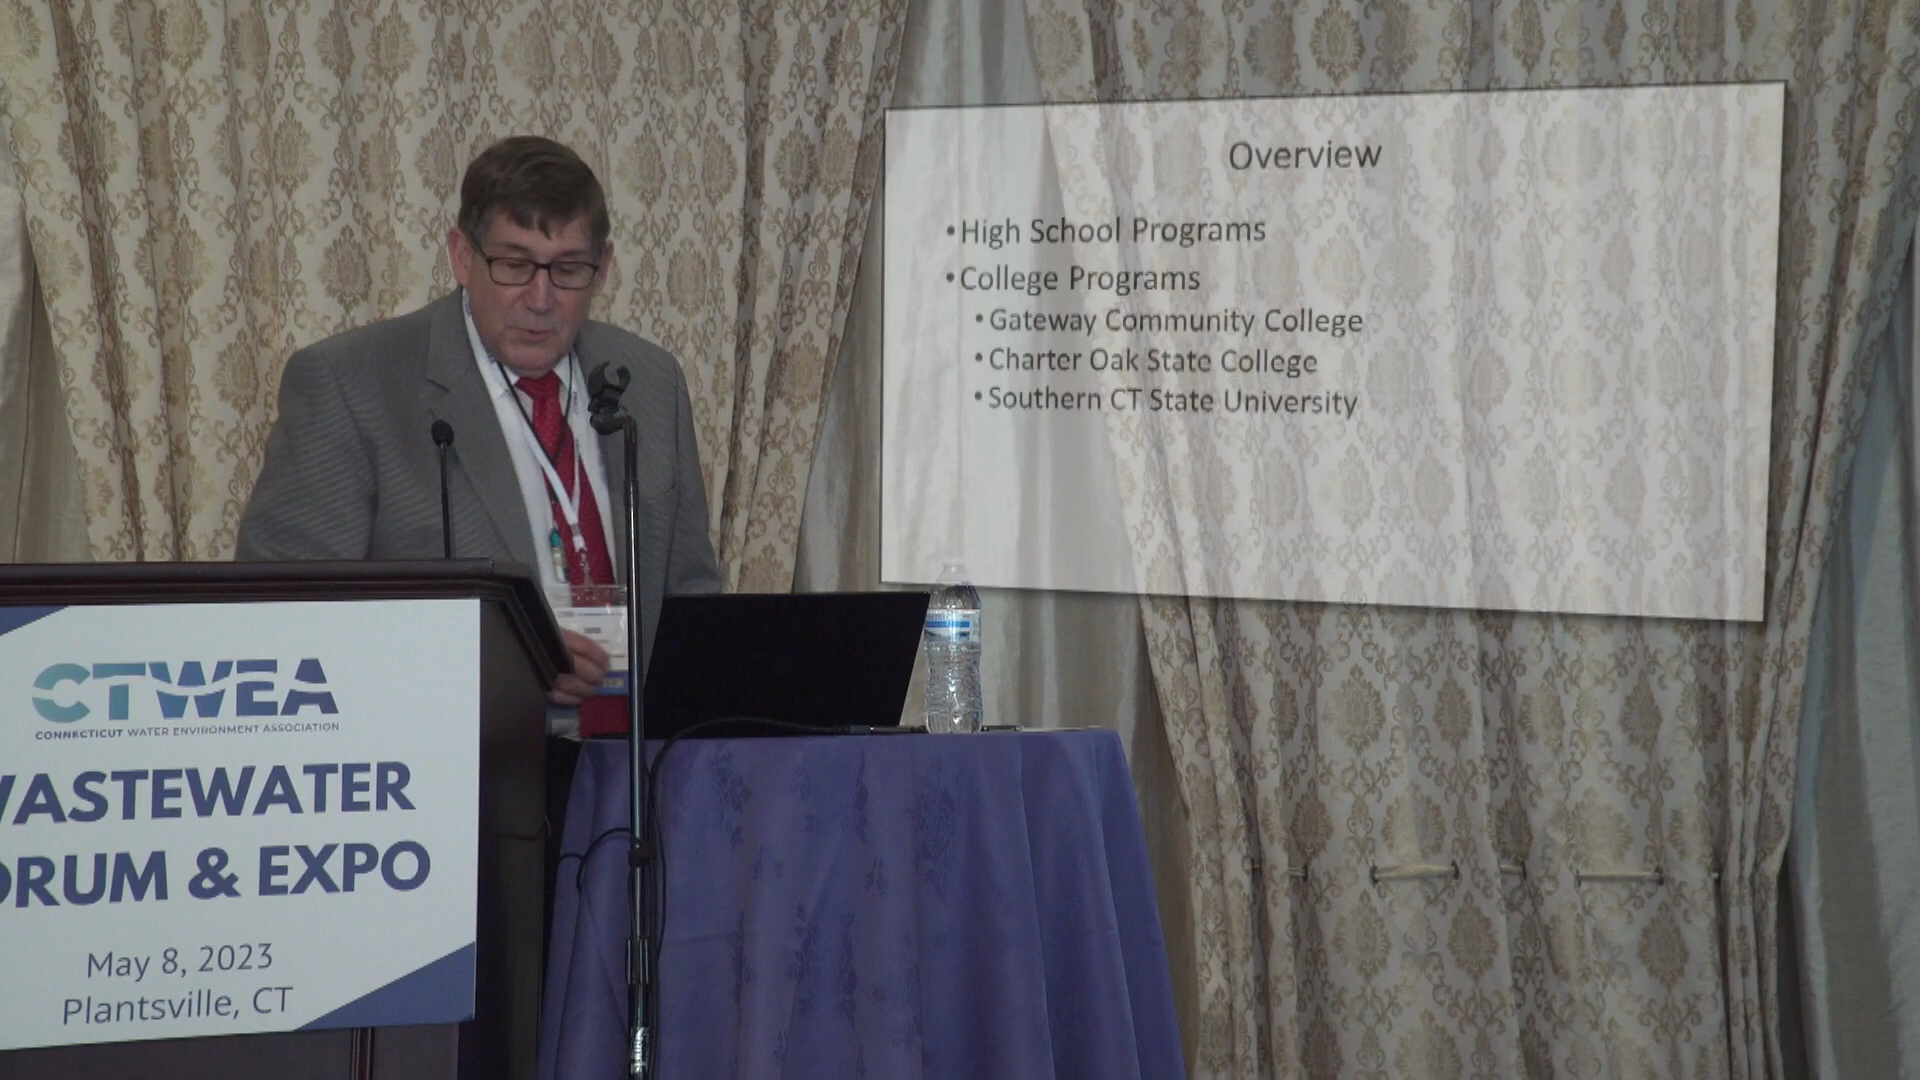 CTWEA
CONNECTICUT WATER ENVIRONMENT ASSOCIATION
WASTEWATER
FORUM & EXPO
May 8, 2023
Plantsville, CT
Overview
•High School Programs
•College Programs
•Gateway Community College
•Charter Oak State College
•Southern CT State University